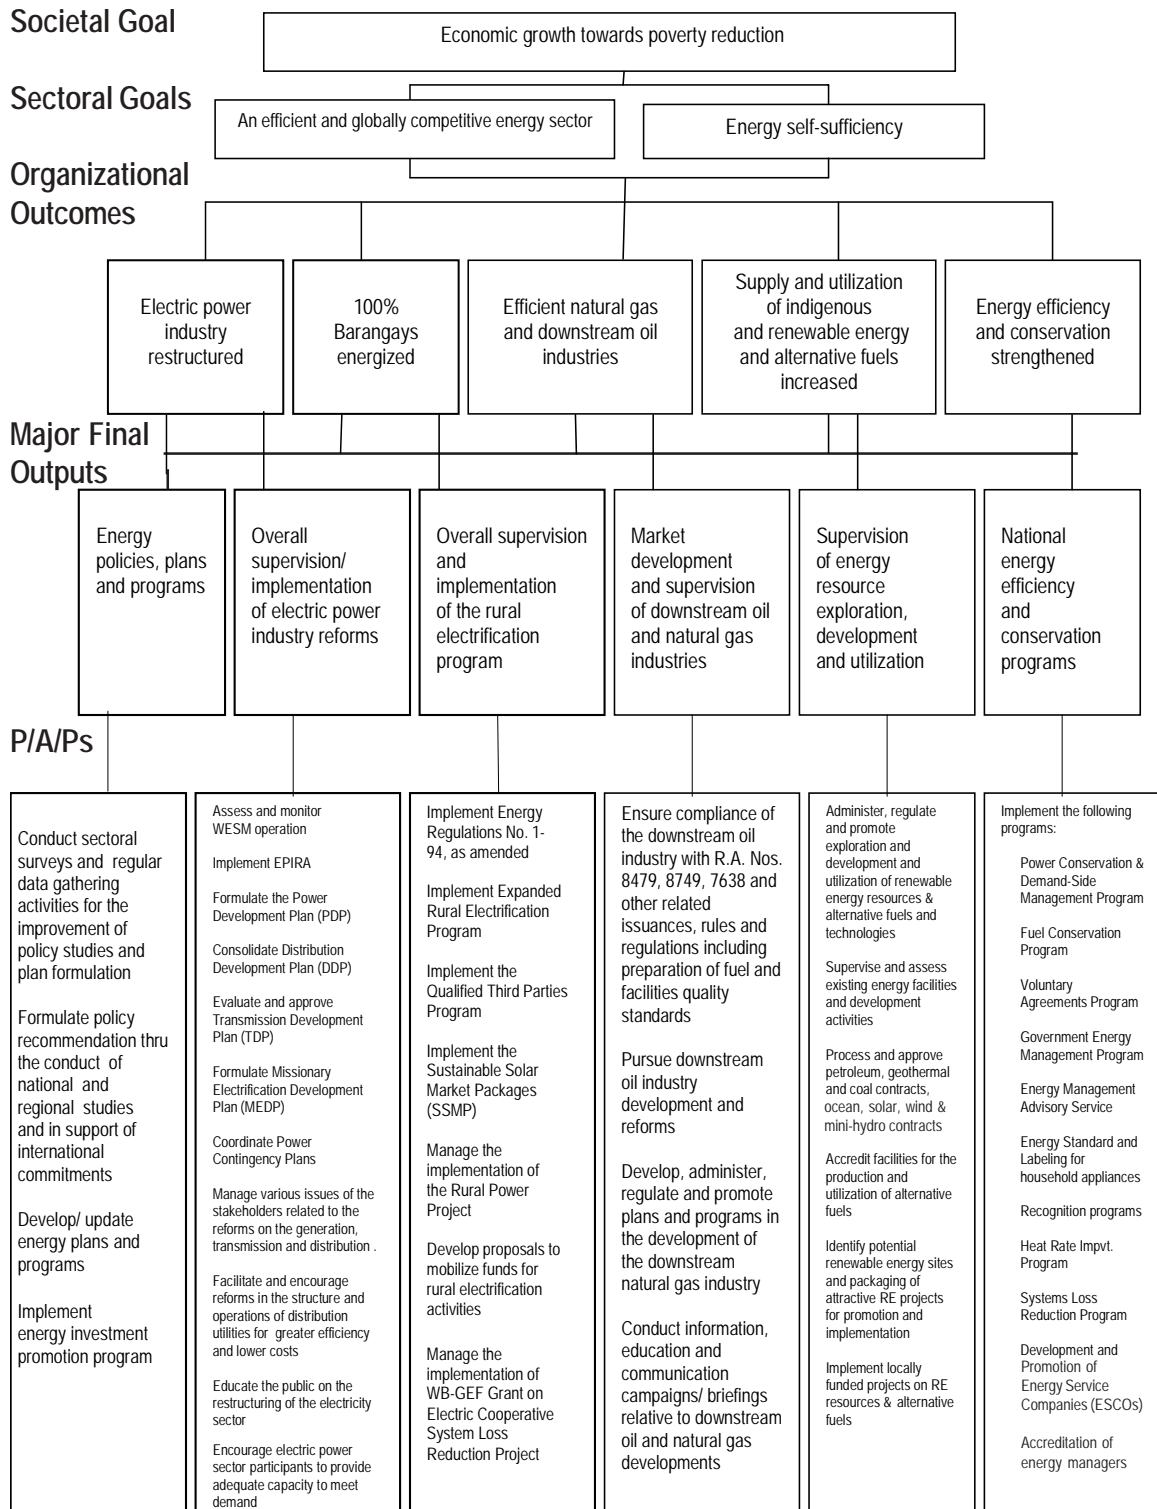 Societal Goal
Economic growth towards poverty reduction
Sectoral Goals
An efficient and globally competitive energy sector
Energy self-sufficiency
Organizational
Outcomes
Electric power
industry
restructured
100%
Barangays
energized
Efficient natural gas
and downstream oil
industries
Supply and utilization
of indigenous
and renewable energy
and alternative fuels
increased
Energy efficiency
and conservation
strengthened
Major Final
Outputs
Energy
policies, plans
and programs
Overall
supervision/
implementation
of electric power
industry reforms
Overall supervision
and
implementation
of the rural
electrification
program
Market
development
and supervision
of downstream oil
and natural gas
industries
Supervision
of energy
resource
exploration,
development
and utilization
National
energy
efficiency
and
conservation
programs
P/A/Ps
Conduct sectoral
surveys and regular
data gathering
activities for the
improvement of
policy studies and
plan formulation
Formulate policy
recommendation thru
the conduct of
national and
regional studies
and in support of
international
commitments
Develop/ update
energy plans and
programs
Implement
energy investment
promotion program
Assess and monitor
WESM operation
Implement EPIRA
Formulate the Power
Development Plan (PDP)
Consolidate Distribution
Development Plan (DDP)
Evaluate and approve
Transmission Development
Plan (TDP)
Formulate Missionary
Electrification Development
Plan (MEDP)
Coordinate Power
Contingency Plans
Manage various issues of the
stakeholders related to the
reforms on the generation,
transmission and distribution .
Facilitate and encourage
reforms in the structure and
operations of distribution
utilities for greater efficiency
and lower costs
Educate the public on the
restructuring of the electricity
sector
Encourage electric power
sector participants to provide
adequate capacity to meet
demand
Implement Energy
Regulations No. 1-
94, as amended
Implement Expanded
Rural Electrification
Program
Implement the
Qualified Third Parties
Program
Implement the
Sustainable Solar
Market Packages
(SSMP)
Manage the
implementation of
the Rural Power
Project
Develop proposals to
mobilize funds for
rural electrification
activities
Manage the
implementation of
WB-GEF Grant on
Electric Cooperative
System Loss
Reduction Project
Ensure compliance of
the downstream oil
industry with R.A. Nos.
8479, 8749, 7638 and
other related
issuances, rules and
regulations including
preparation of fuel and
facilities quality
standards
Pursue downstream
oil industry
development and
reforms
Develop, administer,
regulate and promote
plans and programs in
the development of
the downstream
natural gas industry
Conduct information,
education and
communication
campaigns/ briefings
relative to downstream
oil and natural gas
developments
Administer, regulate
and promote
exploration and
development and
utilization of renewable
energy resources &
alternative fuels and
technologies
Supervise and assess
existing energy facilities
and development
activities
Process and approve
petroleum, geothermal
and coal contracts,
ocean, solar, wind &
mini-hydro contracts
Accredit facilities for the
production and
utilization of alternative
fuels
Identify potential
renewable energy sites
and packaging of
attractive RE projects
for promotion and
implementation
Implement locally
funded projects on RE
resources & alternative
fuels
Implement the following
programs:
Power Conservation &
Demand-Side
Management Program
Fuel Conservation
Program
Voluntary
Agreements Program
Government Energy
Management Program
Energy Management
Advisory Service
Energy Standard and
Labeling for
household appliances
Recognition programs
Heat Rate Impvt.
Program
Systems Loss
Reduction Program
Development and
Promotion of
Energy Service
Companies (ESCOs)
Accreditation of
energy managers